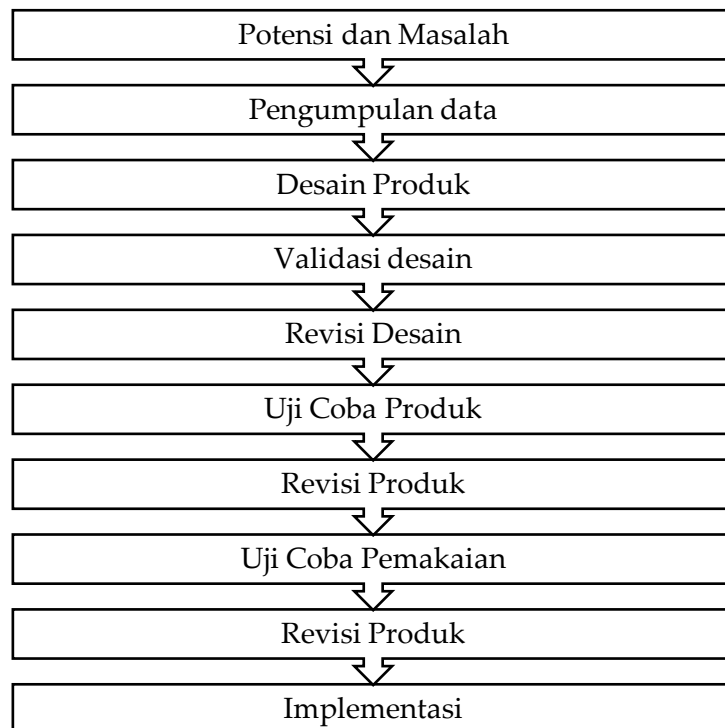 Potensi dan Masalah
Pengumpulan data
Desain Produk
Validasi desain
Revisi Desain
Uji Coba Produk
Revisi Produk
Uji Coba Pemakaian
Revisi Produk
Implementasi